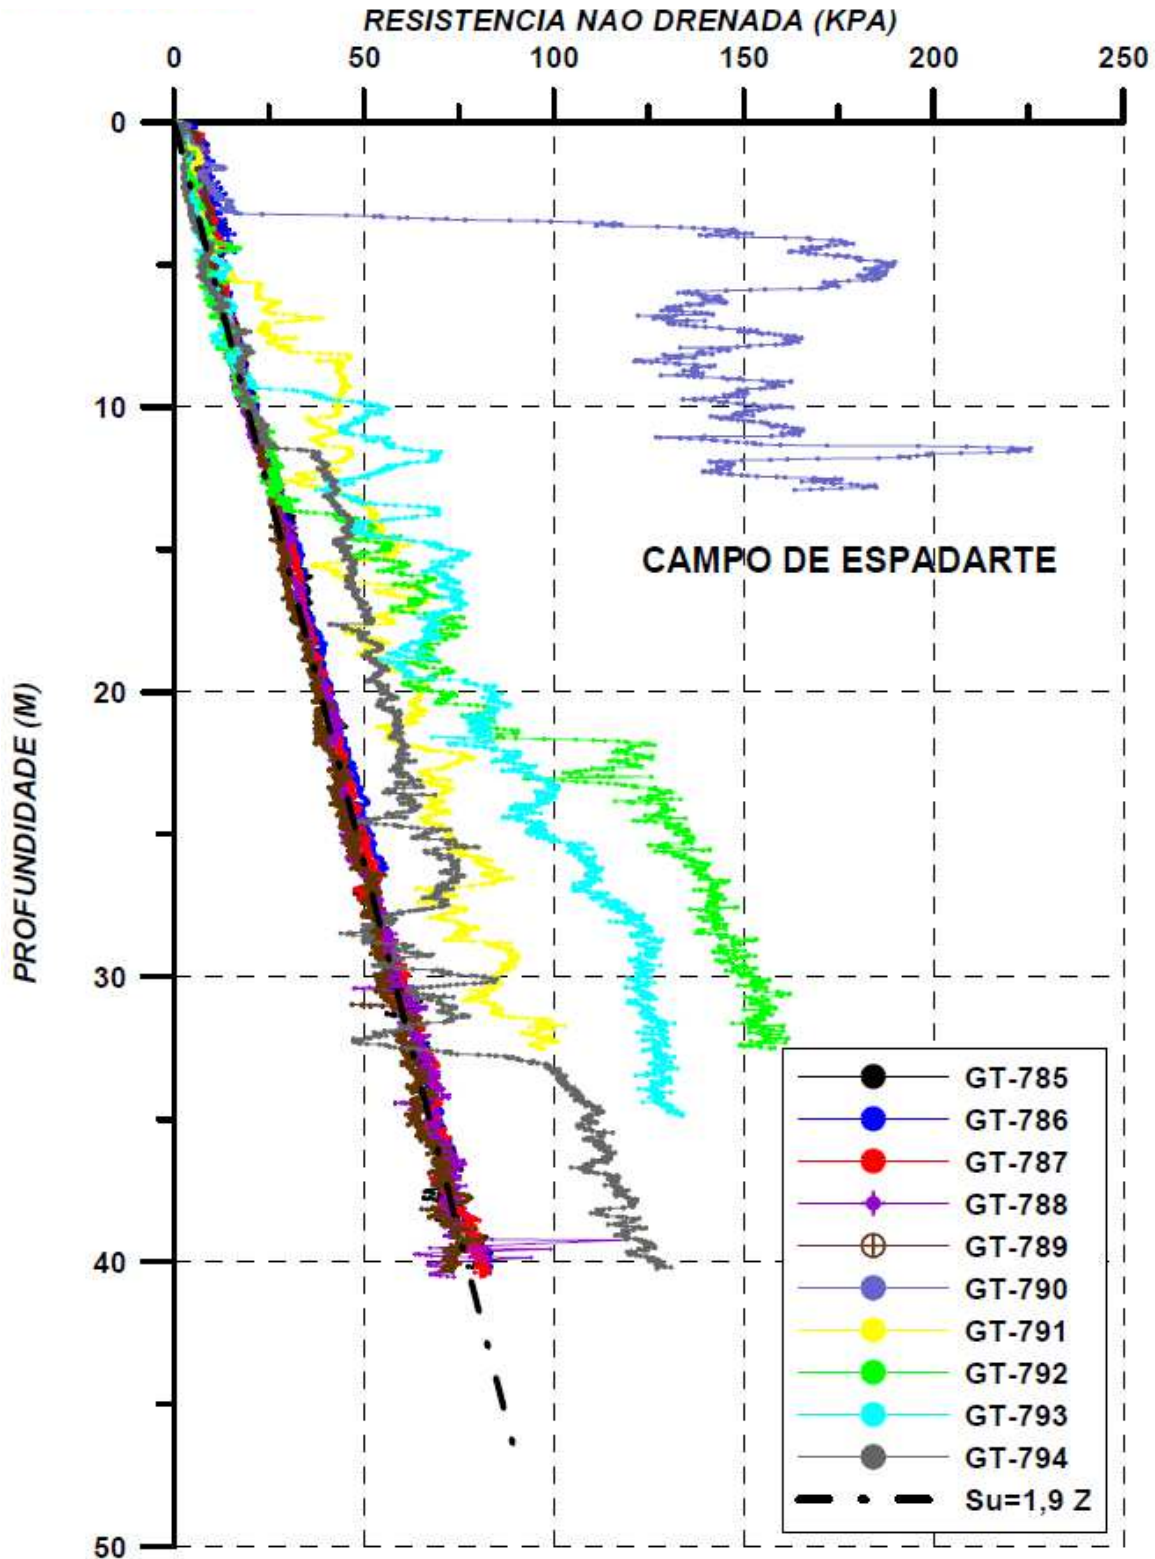 RESISTENCIA NAO DRENADA (KPA)
0 50 100 150 200 250
0
10
CAMPO DE ESPADARTE
20
PROFUNDIDADE (M)
30
GT-785
GT-786
GT-787
GT-788
GT-789
40
GT-790
GT-791
GT-792
GT-793
GT-794
Su=1,9 Z
50